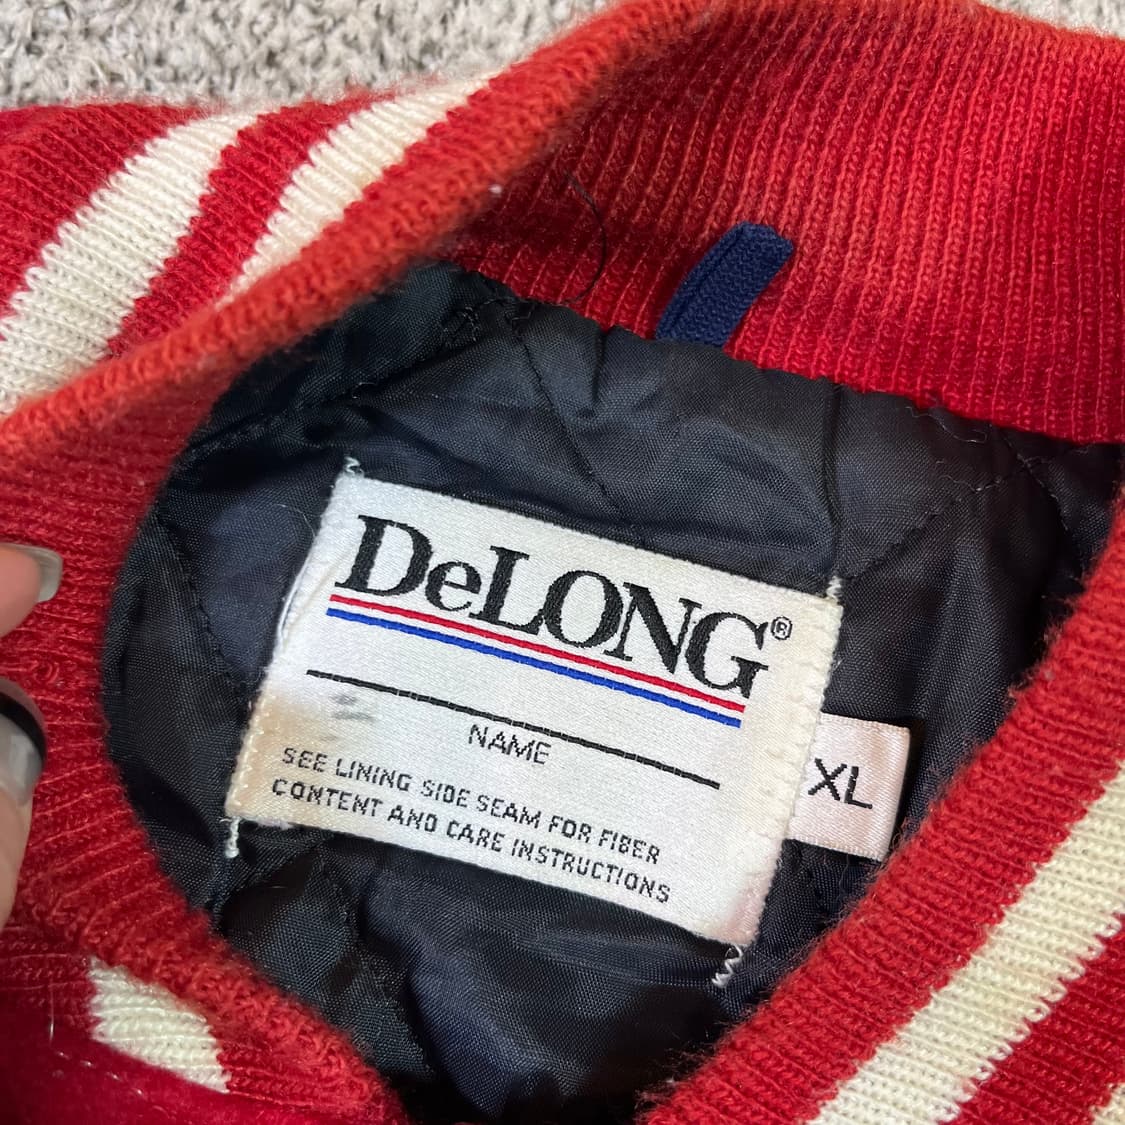 DeLONG®
NAME
SEE LINING SIDE SEAM FOR FIBER
CONTENT AND CARE INSTRUCTIONS
XL